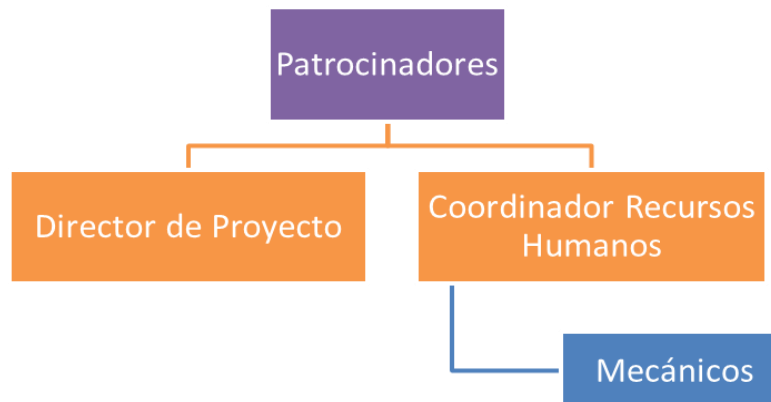 Patrocinadores
Director de Proyecto
Coordinador Recursos
Humanos
Mecánicos